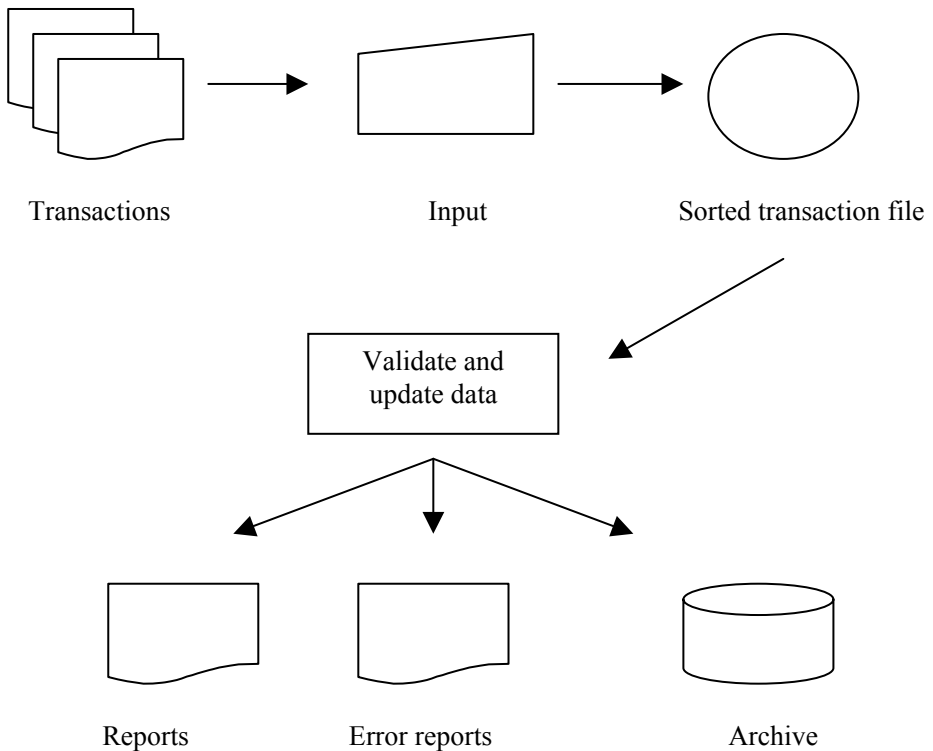 Transactions
Input
Sorted transaction file
Validate and
update data
Reports
Error reports
Archive